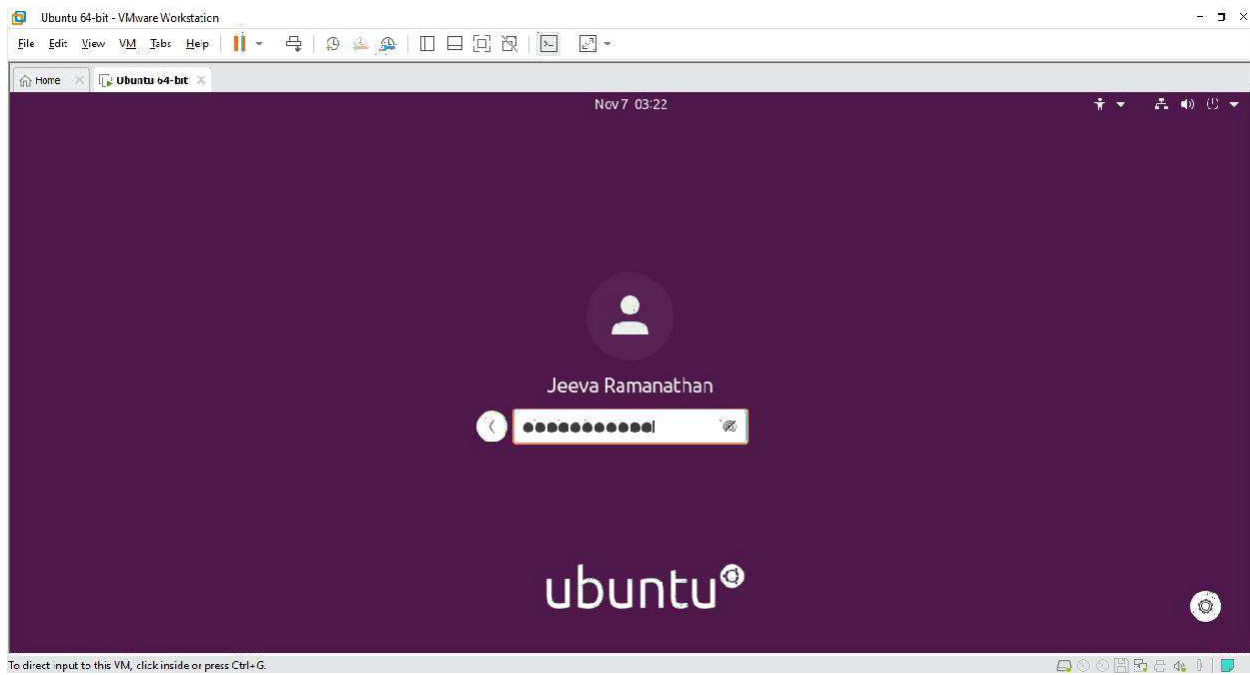 Ubuntu 64-bit - VMware Workstation
File Edit View VM Tabs Help
Home
Ubuntu 64-bit
Nov 7 03:22
Jeeva Ramanathan
ubuntu
To direct input to this VM, click inside or press Ctrl+G.